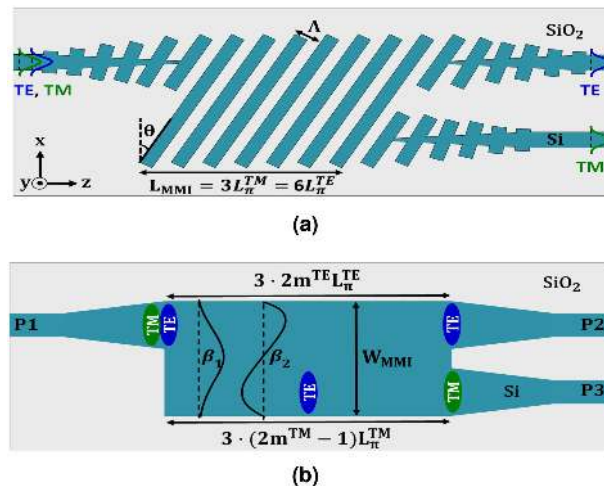 Λ
SiO₂
TE, TM
TE
θ
x
y
z
L_MMI = 3L_π^TM = 6L_π^TE
Si
TM
(a)
3 · 2m^TE L_π^TE
SiO₂
P1
TM
TE
β₁
β₂
W_MMI
TE
P2
TE
TM
Si
P3
3 · (2m^TM − 1)L_π^TM
(b)